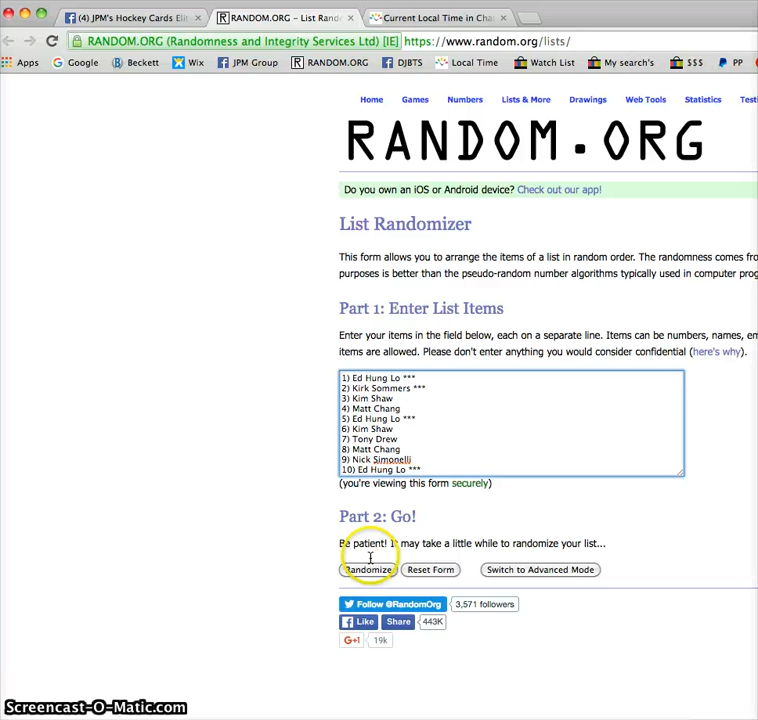 (4) JPM's Hockey Cards Elit
RANDOM.ORG - List Rand
Current Local Time in Cha
RANDOM.ORG (Randomness and Integrity Services Ltd) [IE] https://www.random.org/lists/
Apps Google Beckett Wix JPM Group RANDOM.ORG DJBTS Local Time Watch List My search's $$$ PP
Home Games Numbers Lists & More Drawings Web Tools Statistics Testi
RANDOM.ORG
Do you own an iOS or Android device? Check out our app!
List Randomizer
This form allows you to arrange the items of a list in random order. The randomness comes fro
purposes is better than the pseudo-random number algorithms typically used in computer prog
Part 1: Enter List Items
Enter your items in the field below, each on a separate line. Items can be numbers, names, em
items are allowed. Please don't enter anything you would consider confidential (here's why).
1) Ed Hung Lo ***
2) Kirk Sommers ***
3) Kim Shaw
4) Matt Chang
5) Ed Hung Lo ***
6) Kim Shaw
7) Tony Drew
8) Matt Chang
9) Nick Simonelli
10) Ed Hung Lo ***
(you're viewing this form securely)
Part 2: Go!
Be patient! It may take a little while to randomize your list...
Randomize Reset Form Switch to Advanced Mode
Follow @RandomOrg 3,571 followers
Like Share 443K
G+1 19k
Screencast-O-Matic.com